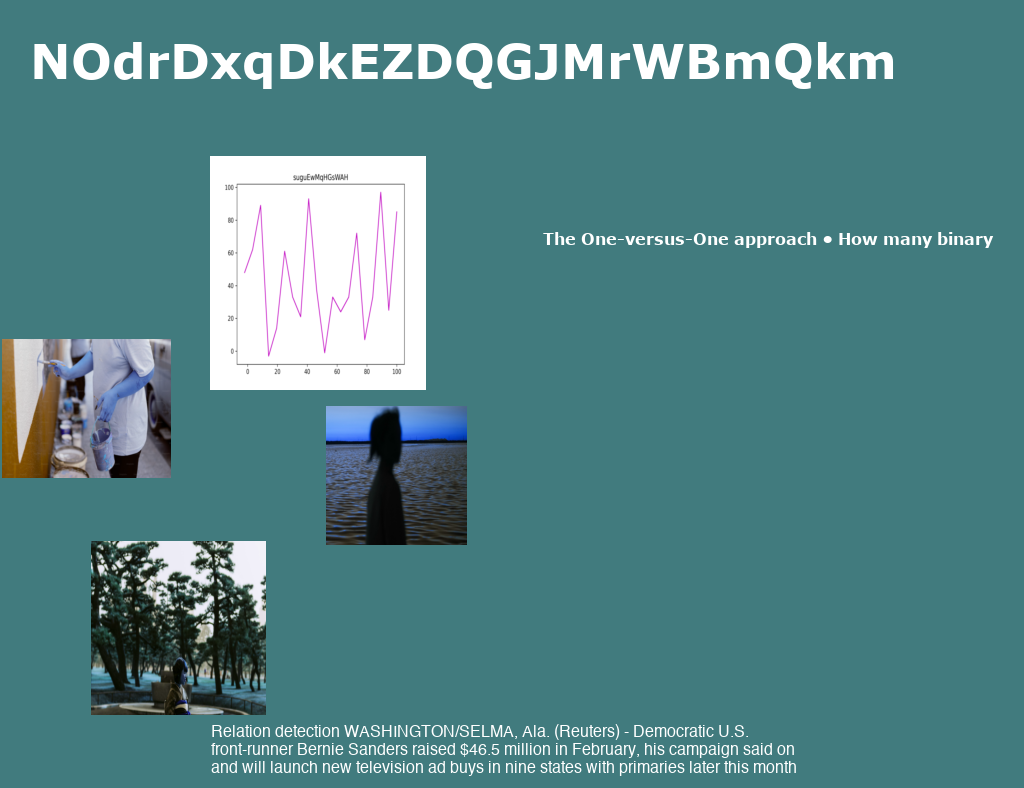 NOdrDxqDkEZDQGJMrWBmQkm
suguEwMqHGsWAH
100
80
60
40
20
0
0 20 40 60 80 100
The One-versus-One approach ● How many binary
Relation detection WASHINGTON/SELMA, Ala. (Reuters) - Democratic U.S.
front-runner Bernie Sanders raised $46.5 million in February, his campaign said on
and will launch new television ad buys in nine states with primaries later this month